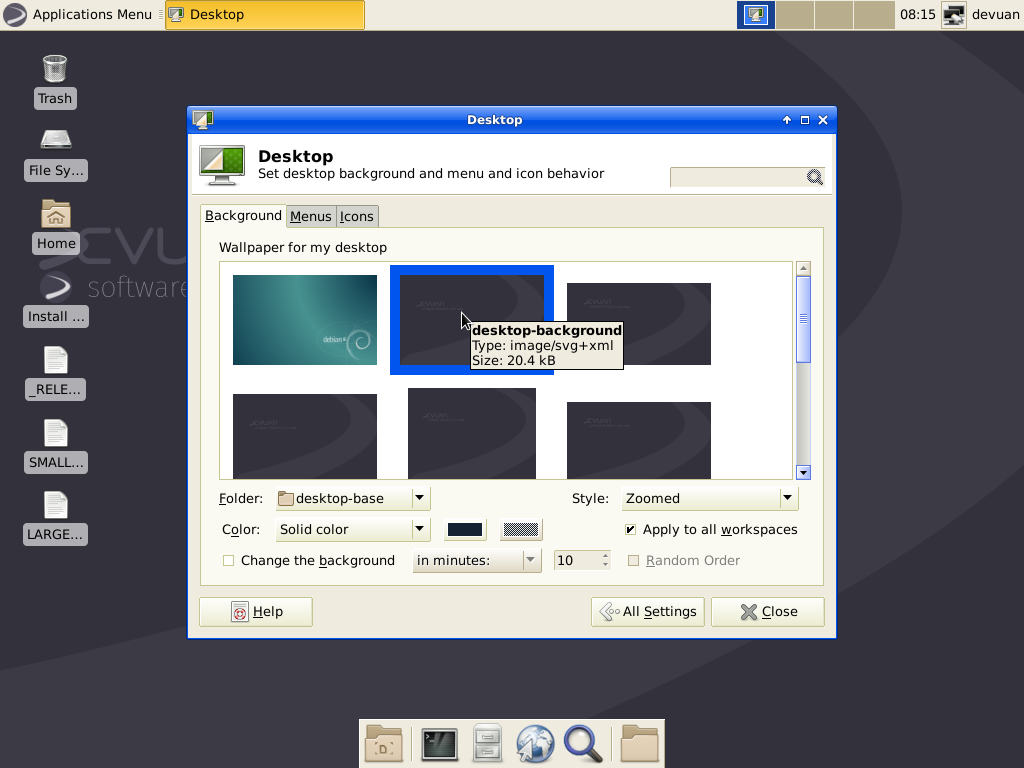 Applications Menu
Desktop
08:15
devuan
Trash
File Sy...
Home
Install ...
_RELE...
SMALL...
LARGE...
EVU
software
Desktop
Desktop
Set desktop background and menu and icon behavior
Background
Menus
Icons
Wallpaper for my desktop
debian
desktop-background
Type: image/svg+xml
Size: 20.4 kB
Folder:
desktop-base
Style:
Zoomed
Color:
Solid color
Apply to all workspaces
Change the background
in minutes:
10
Random Order
Help
All Settings
Close